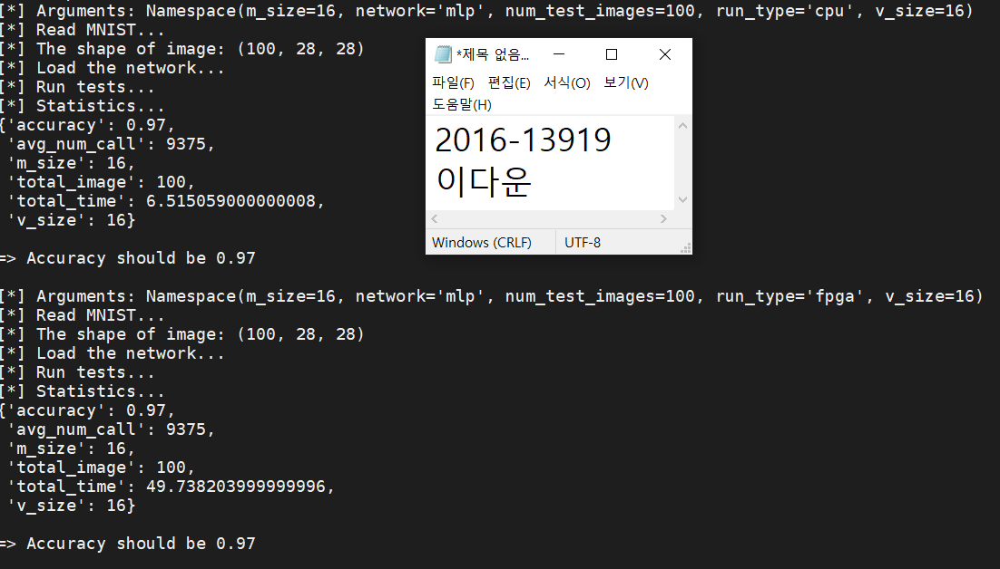 [*] Arguments: Namespace(m_size=16, network='mlp', num_test_images=100, run_type='cpu', v_size=16)
[*] Read MNIST...
[*] The shape of image: (100, 28, 28)
[*] Load the network...
[*] Run tests...
[*] Statistics...
{'accuracy': 0.97,
 'avg_num_call': 9375,
 'm_size': 16,
 'total_image': 100,
 'total_time': 6.515059000000008,
 'v_size': 16}
=> Accuracy should be 0.97
*제목 없음...
파일(F) 편집(E) 서식(O) 보기(V)
도움말(H)
2016-13919
이다운
Windows (CRLF) UTF-8
[*] Arguments: Namespace(m_size=16, network='mlp', num_test_images=100, run_type='fpga', v_size=16)
[*] Read MNIST...
[*] The shape of image: (100, 28, 28)
[*] Load the network...
[*] Run tests...
[*] Statistics...
{'accuracy': 0.97,
 'avg_num_call': 9375,
 'm_size': 16,
 'total_image': 100,
 'total_time': 49.738203999999996,
 'v_size': 16}
=> Accuracy should be 0.97